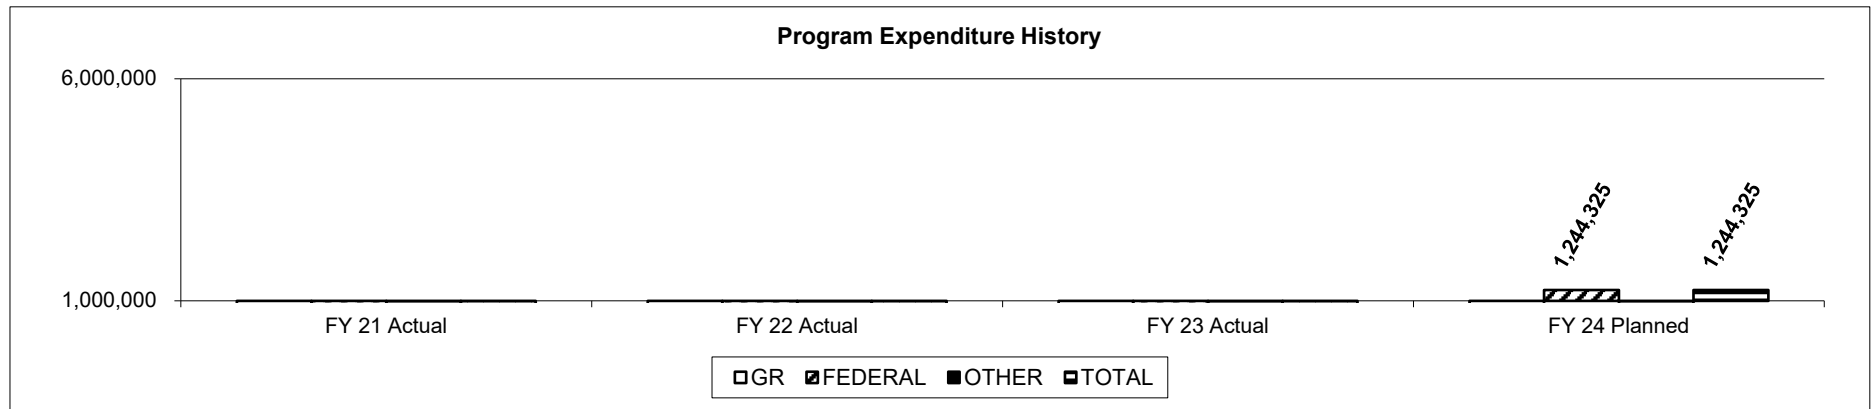 Program Expenditure History
6,000,000
1,244,325
1,244,325
1,000,000
FY 21 Actual
FY 22 Actual
FY 23 Actual
FY 24 Planned
GR FEDERAL OTHER TOTAL